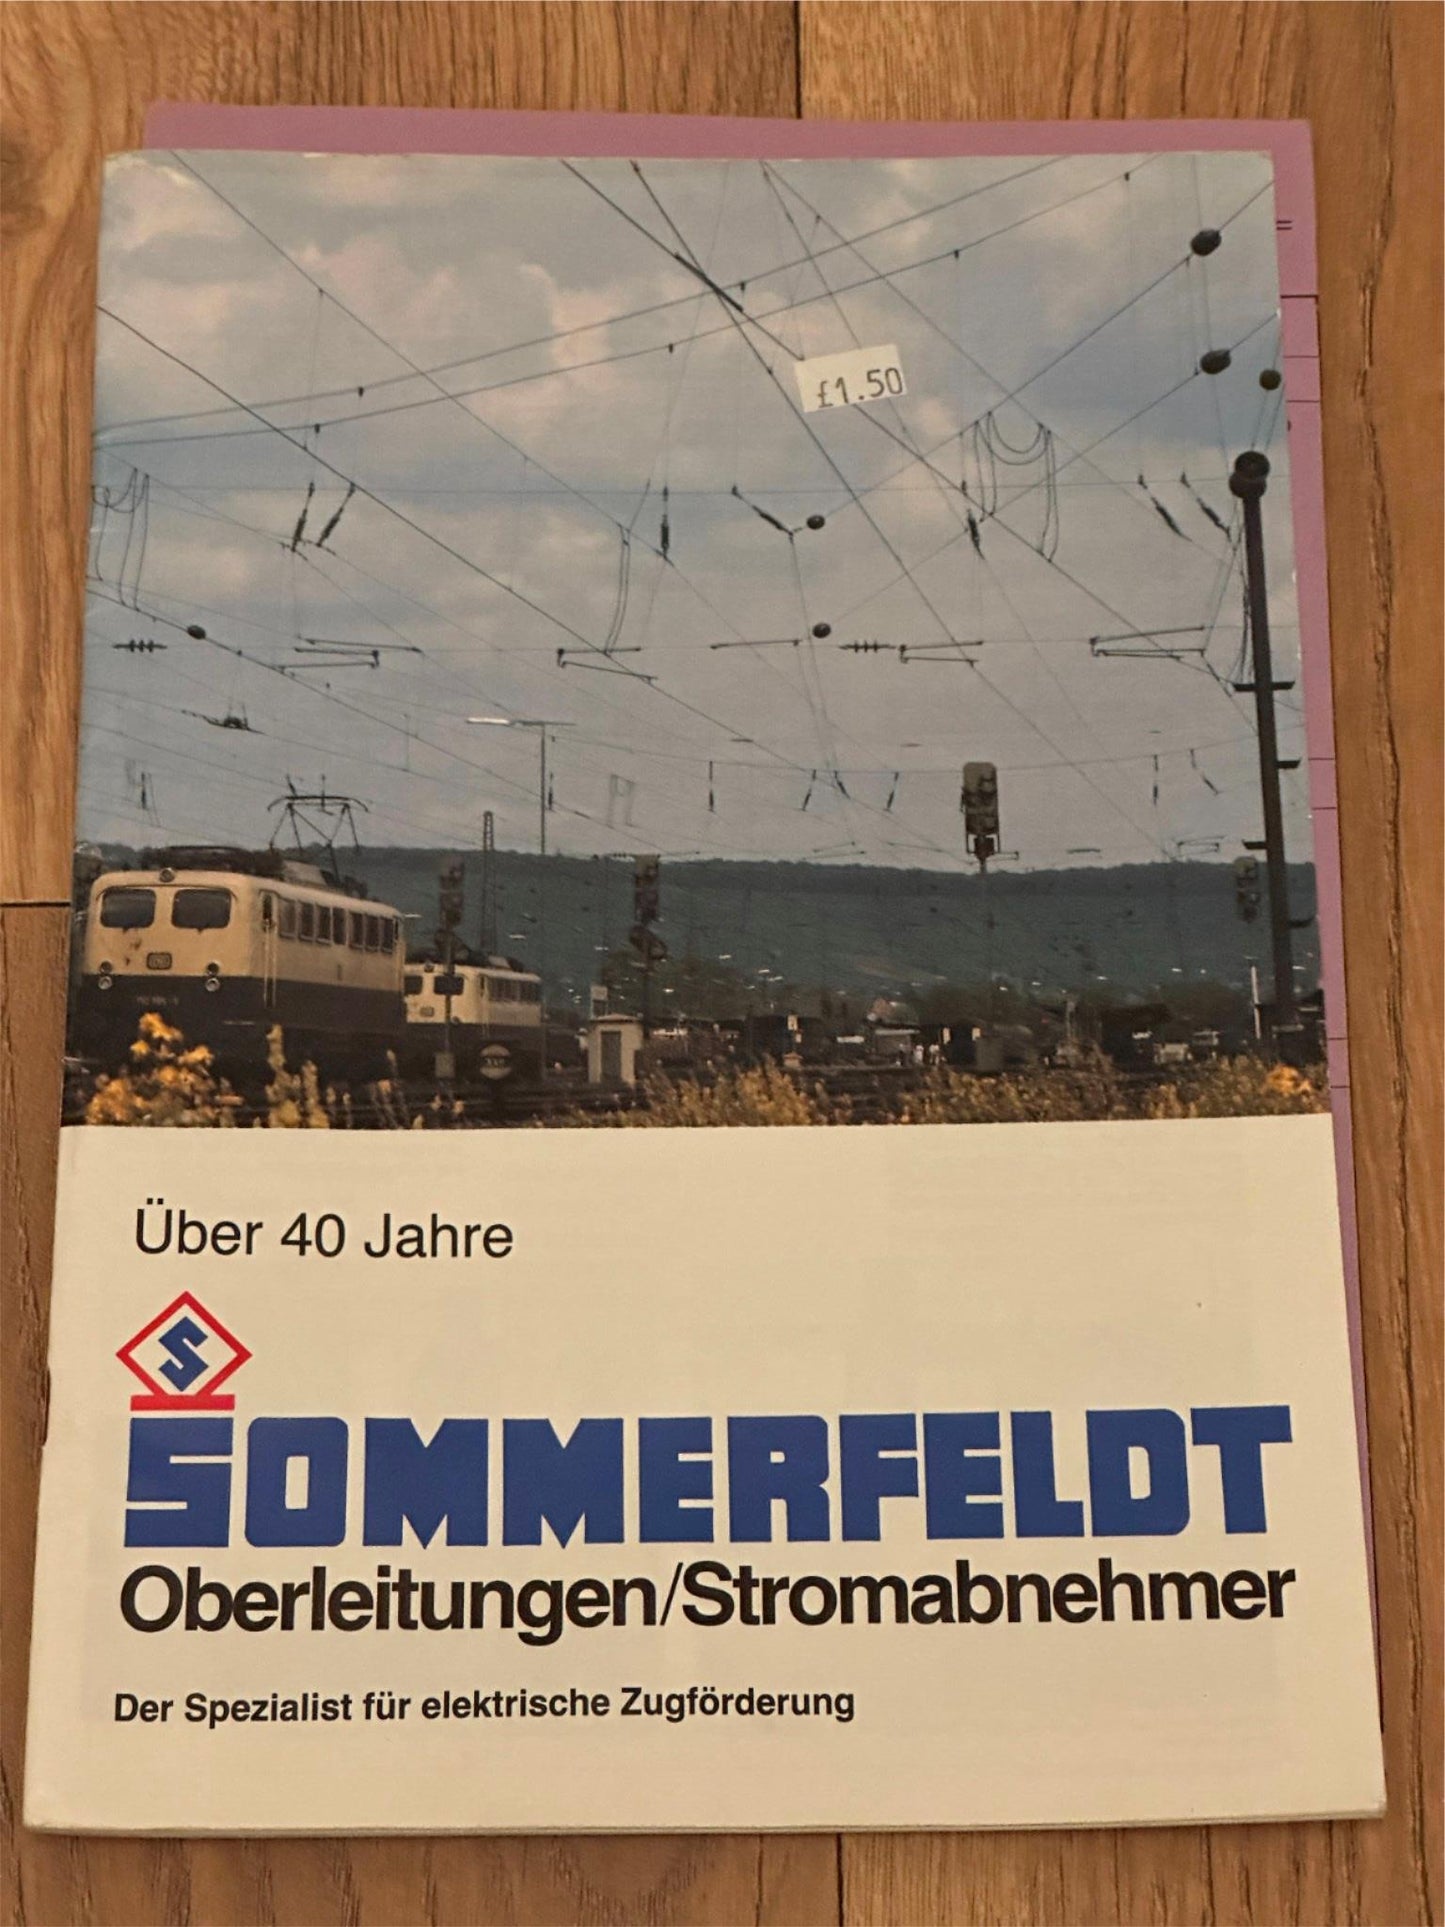 £1.50
Über 40 Jahre
S
SOMMERFELDT
Oberleitungen/Stromabnehmer
Der Spezialist für elektrische Zugförderung